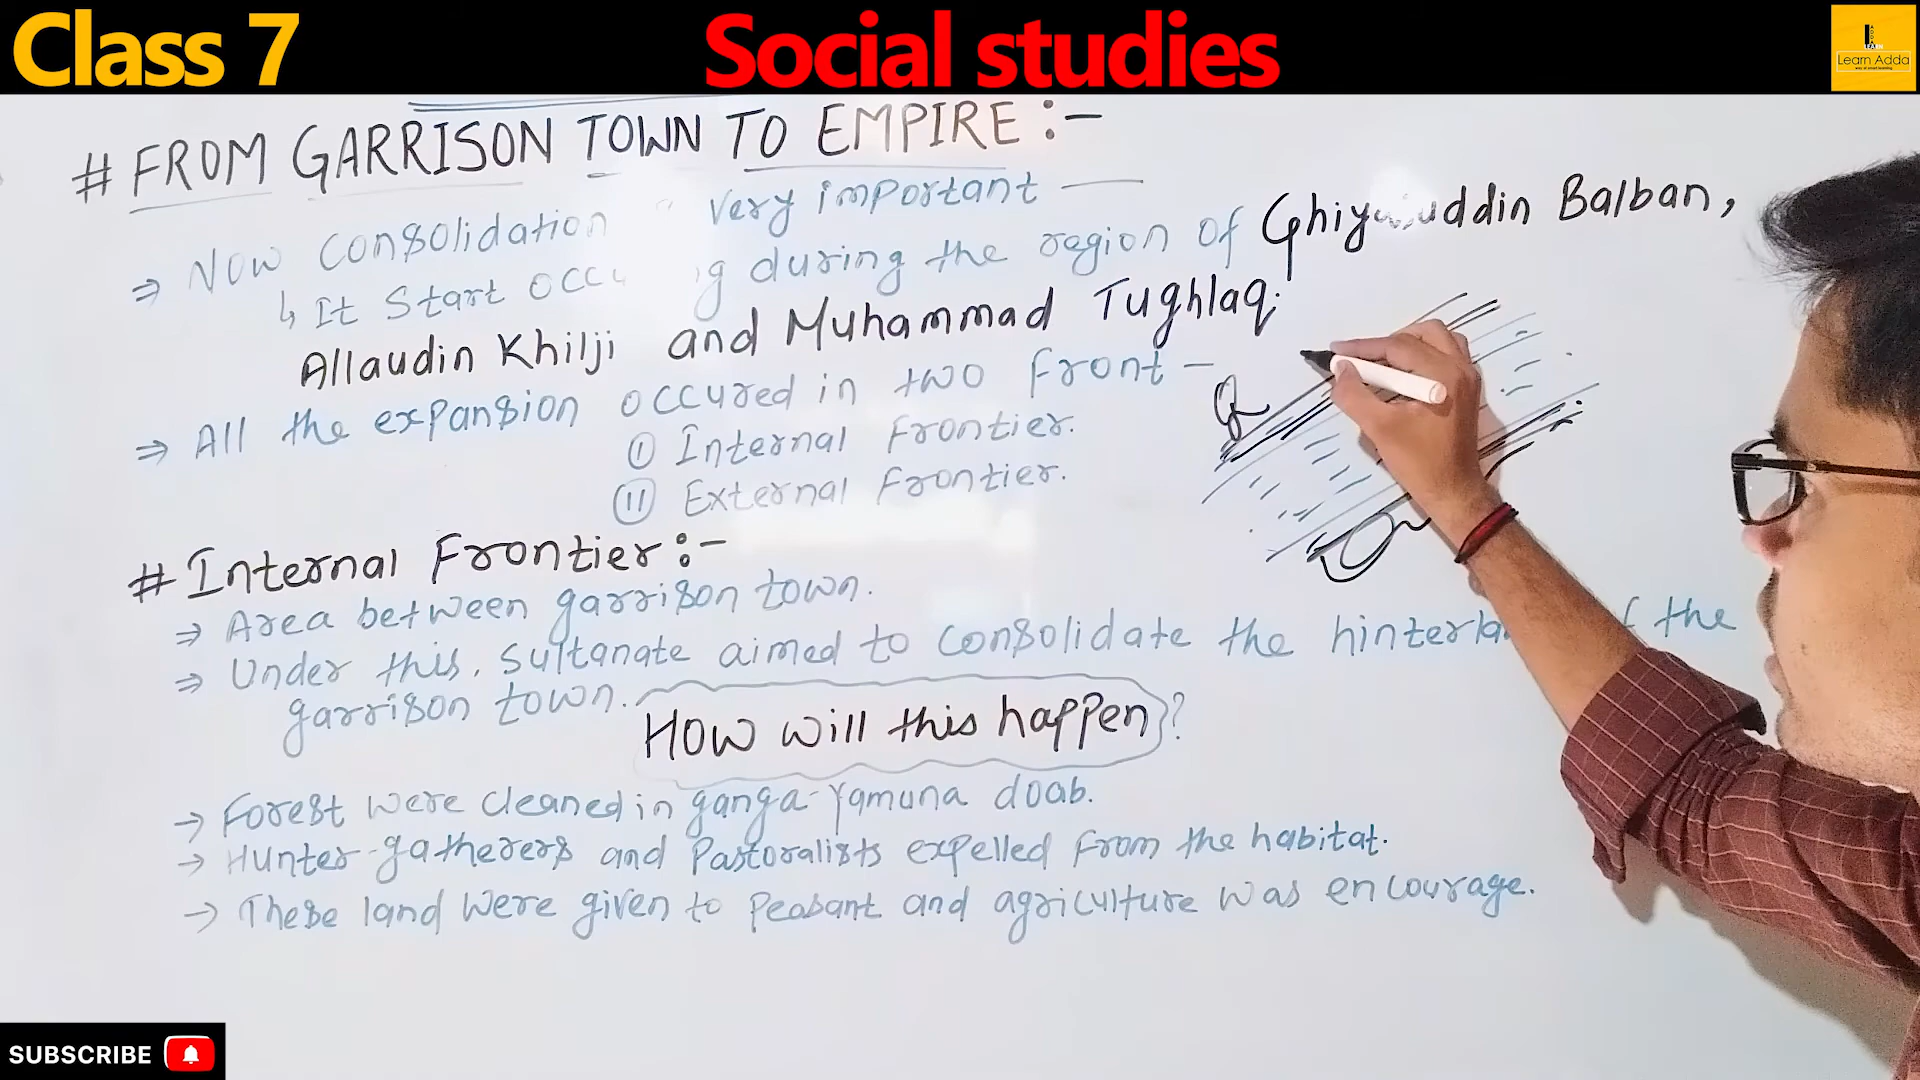 Class 7
Social studies
LEARN ADDA
Learn Adda
# FROM GARRISON TOWN TO EMPIRE :-
⇒ Now Consolidation very important
↳ It Start during the region of Balban,
Allaudin Khilji and Muhammad Tughlaq.
⇒ All the expansion occured in two front -
(I) Internal Frontier.
(II) External Frontier.
# Internal Frontier :-
⇒ Area between garrison town.
⇒ Under this, Sultanate aimed to consolidate the the
garrison town.
How will this happen ?
→ Forest were cleaned in ganga-Yamuna doab.
→ Hunter-gatherers and Pastoralists expelled from the habitat.
→ These land were given to Peasant and agriculture was encourage.
SUBSCRIBE